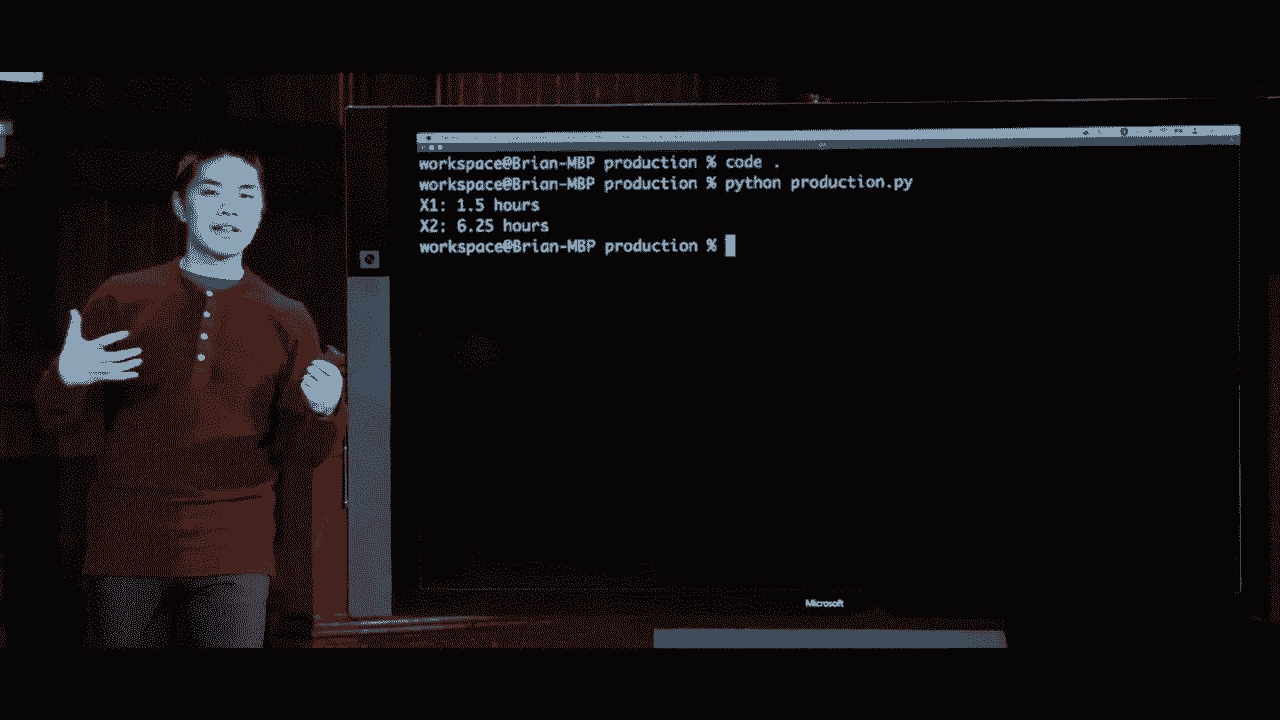 workspace@Brian-MBP production % code .
workspace@Brian-MBP production % python production.py
X1: 1.5 hours
X2: 6.25 hours
workspace@Brian-MBP production %
Microsoft